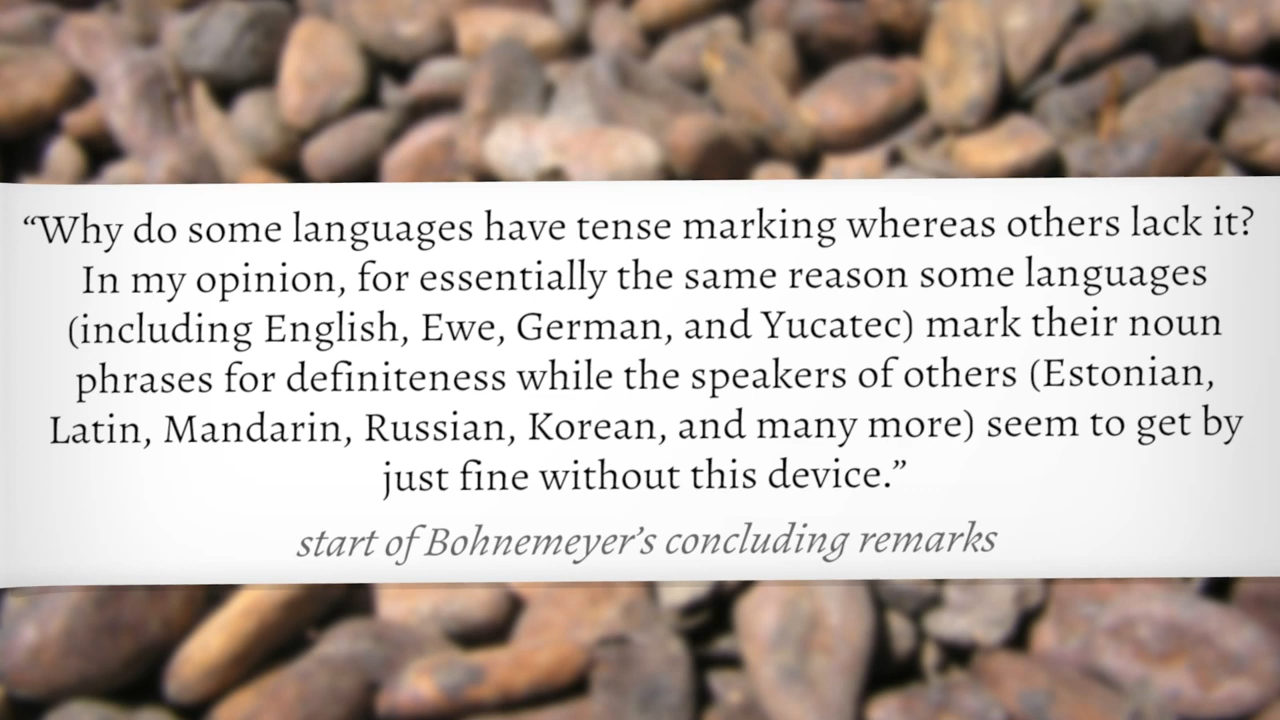 “Why do some languages have tense marking whereas others lack it?
In my opinion, for essentially the same reason some languages
(including English, Ewe, German, and Yucatec) mark their noun
phrases for definiteness while the speakers of others (Estonian,
Latin, Mandarin, Russian, Korean, and many more) seem to get by
just fine without this device.”
start of Bohnemeyer’s concluding remarks